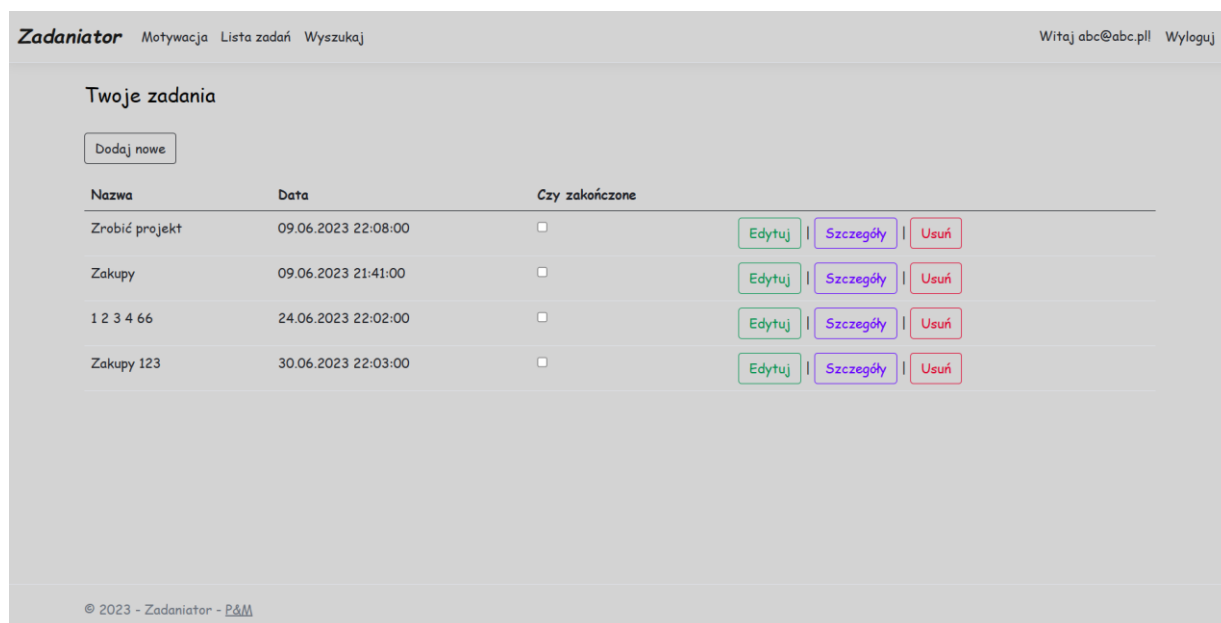 Zadaniator Motywacja Lista zadań Wyszukaj Witaj abc@abc.pl! Wyloguj
Twoje zadania
Dodaj nowe
Nazwa Data Czy zakończone
Zrobić projekt 09.06.2023 22:08:00 Edytuj | Szczegóły | Usuń
Zakupy 09.06.2023 21:41:00 Edytuj | Szczegóły | Usuń
1 2 3 4 66 24.06.2023 22:02:00 Edytuj | Szczegóły | Usuń
Zakupy 123 30.06.2023 22:03:00 Edytuj | Szczegóły | Usuń
© 2023 - Zadaniator - P&M